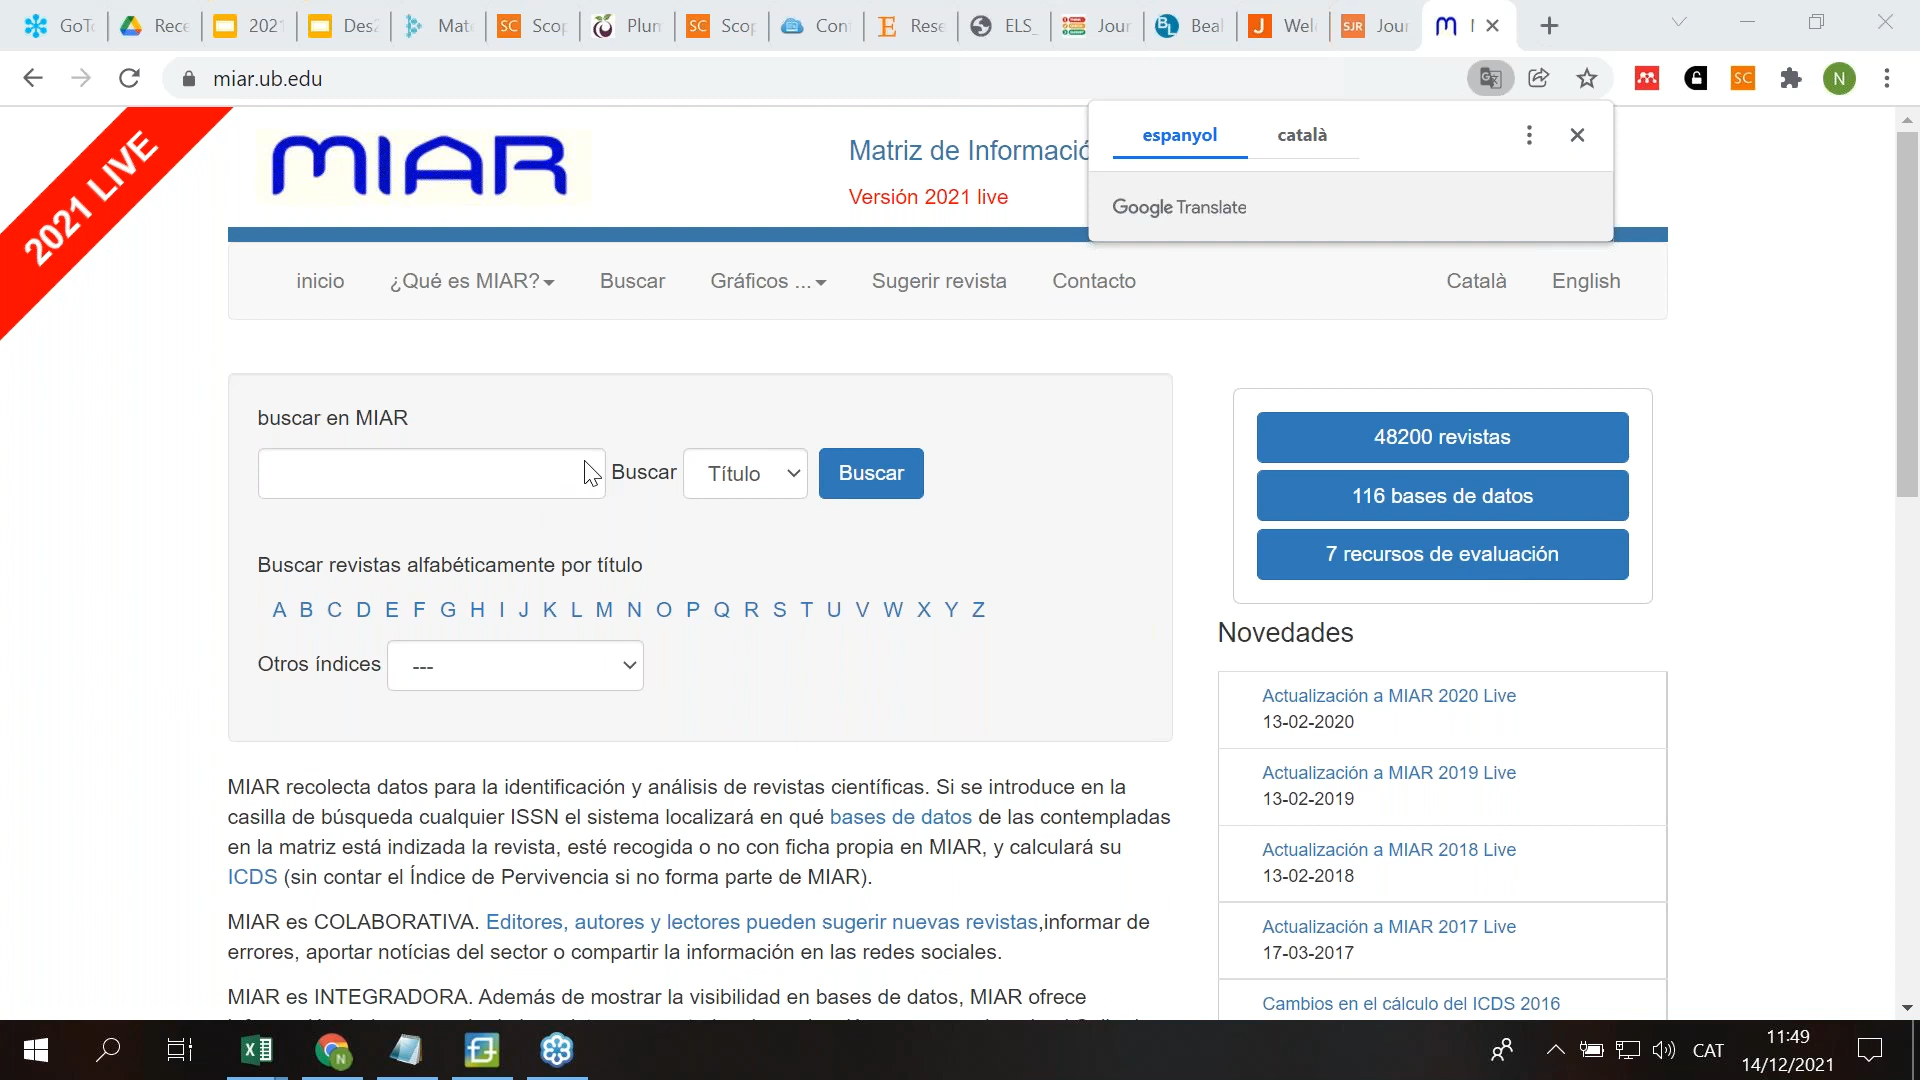 GoTo
Rece
2021
Des2
Mate
SC Scop
Plum
SC Scop
Con
E Rese
ELS_
Jour
BL Beal
J Wel
SJR Jour
miar.ub.edu
SC
N
2021 LIVE
MIAR
Matriz de Informació
Versión 2021 live
espanyol català
Google Translate
inicio ¿Qué es MIAR? Buscar Gráficos ... Sugerir revista Contacto Català English
buscar en MIAR
Buscar Título Buscar
Buscar revistas alfabéticamente por título
A B C D E F G H I J K L M N O P Q R S T U V W X Y Z
Otros índices ---
48200 revistas
116 bases de datos
7 recursos de evaluación
Novedades
Actualización a MIAR 2020 Live
13-02-2020
Actualización a MIAR 2019 Live
13-02-2019
Actualización a MIAR 2018 Live
13-02-2018
Actualización a MIAR 2017 Live
17-03-2017
Cambios en el cálculo del ICDS 2016
MIAR recolecta datos para la identificación y análisis de revistas científicas. Si se introduce en la
casilla de búsqueda cualquier ISSN el sistema localizará en qué bases de datos de las contempladas
en la matriz está indizada la revista, esté recogida o no con ficha propia en MIAR, y calculará su
ICDS (sin contar el Índice de Pervivencia si no forma parte de MIAR).
MIAR es COLABORATIVA. Editores, autores y lectores pueden sugerir nuevas revistas,informar de
errores, aportar notícias del sector o compartir la información en las redes sociales.
MIAR es INTEGRADORA. Además de mostrar la visibilidad en bases de datos, MIAR ofrece
CAT
11:49
14/12/2021